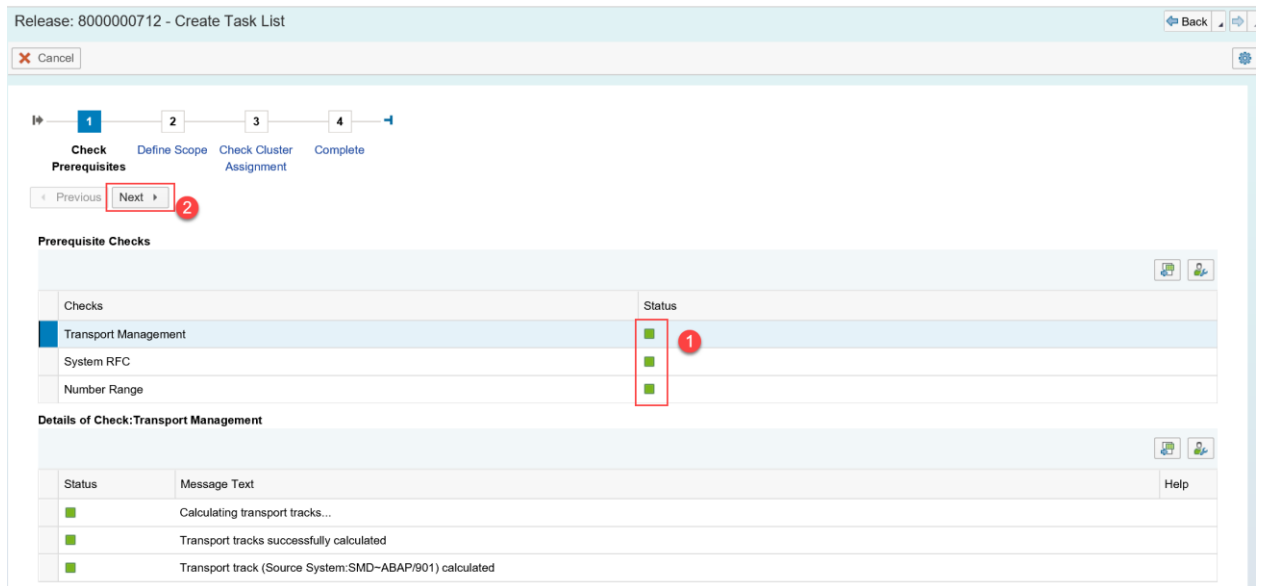 Release: 8000000712 - Create Task List
Back
Cancel
1 2 3 4
Check Prerequisites
Define Scope
Check Cluster Assignment
Complete
Previous
Next
2
Prerequisite Checks
Checks Status
Transport Management
1
System RFC
Number Range
Details of Check:Transport Management
Status Message Text Help
Calculating transport tracks...
Transport tracks successfully calculated
Transport track (Source System:SMD~ABAP/901) calculated